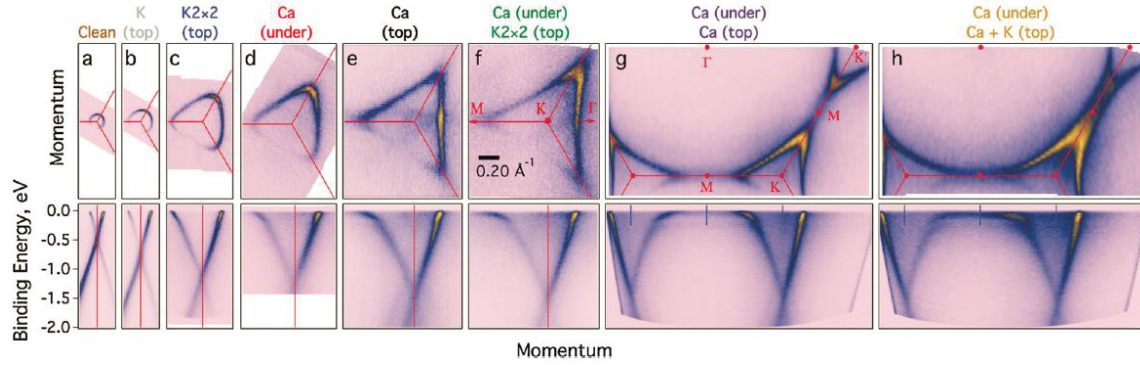 Clean
K
(top)
K2×2
(top)
Ca
(under)
Ca
(top)
Ca (under)
K2×2 (top)
Ca (under)
Ca (top)
Ca (under)
Ca + K (top)
a
b
c
d
e
f
g
h
Momentum
M
K
Γ
0.20 Å⁻¹
Γ
K'
M
M
K
Binding Energy, eV
0.0
-0.5
-1.0
-1.5
-2.0
Momentum